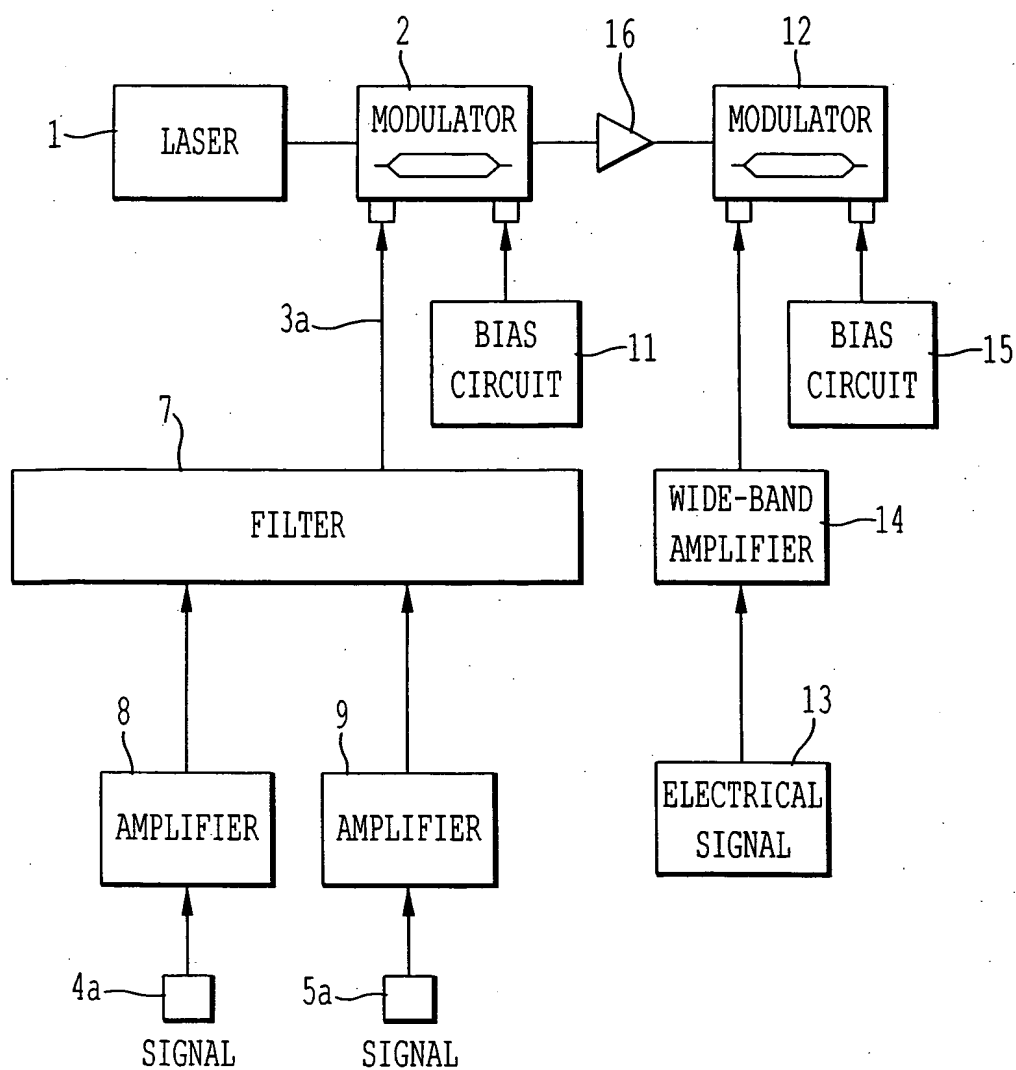 2
16
12
1
LASER
MODULATOR
MODULATOR
3a
BIAS
CIRCUIT
11
BIAS
CIRCUIT
15
7
FILTER
WIDE-BAND
AMPLIFIER
14
8
9
13
AMPLIFIER
AMPLIFIER
ELECTRICAL
SIGNAL
4a
5a
SIGNAL
SIGNAL